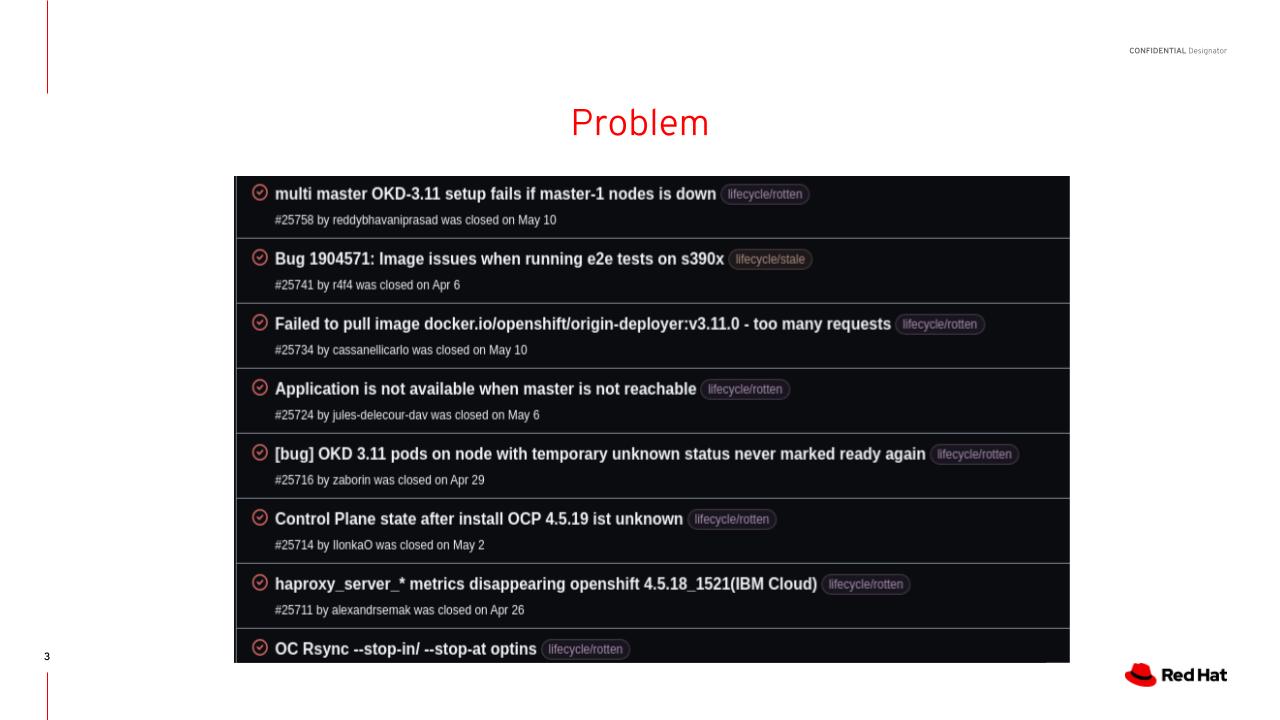 CONFIDENTIAL Designator
Problem
multi master OKD-3.11 setup fails if master-1 nodes is down lifecycle/rotten
#25758 by reddybhavaniprasad was closed on May 10
Bug 1904571: Image issues when running e2e tests on s390x lifecycle/stale
#25741 by r4f4 was closed on Apr 6
Failed to pull image docker.io/openshift/origin-deployer:v3.11.0 - too many requests lifecycle/rotten
#25734 by cassanellicarlo was closed on May 10
Application is not available when master is not reachable lifecycle/rotten
#25724 by jules-delecour-dav was closed on May 6
[bug] OKD 3.11 pods on node with temporary unknown status never marked ready again lifecycle/rotten
#25716 by zaborin was closed on Apr 29
Control Plane state after install OCP 4.5.19 ist unknown lifecycle/rotten
#25714 by IlonkaO was closed on May 2
haproxy_server_* metrics disappearing openshift 4.5.18_1521(IBM Cloud) lifecycle/rotten
#25711 by alexandrsemak was closed on Apr 26
OC Rsync --stop-in/ --stop-at optins lifecycle/rotten
3
Red Hat